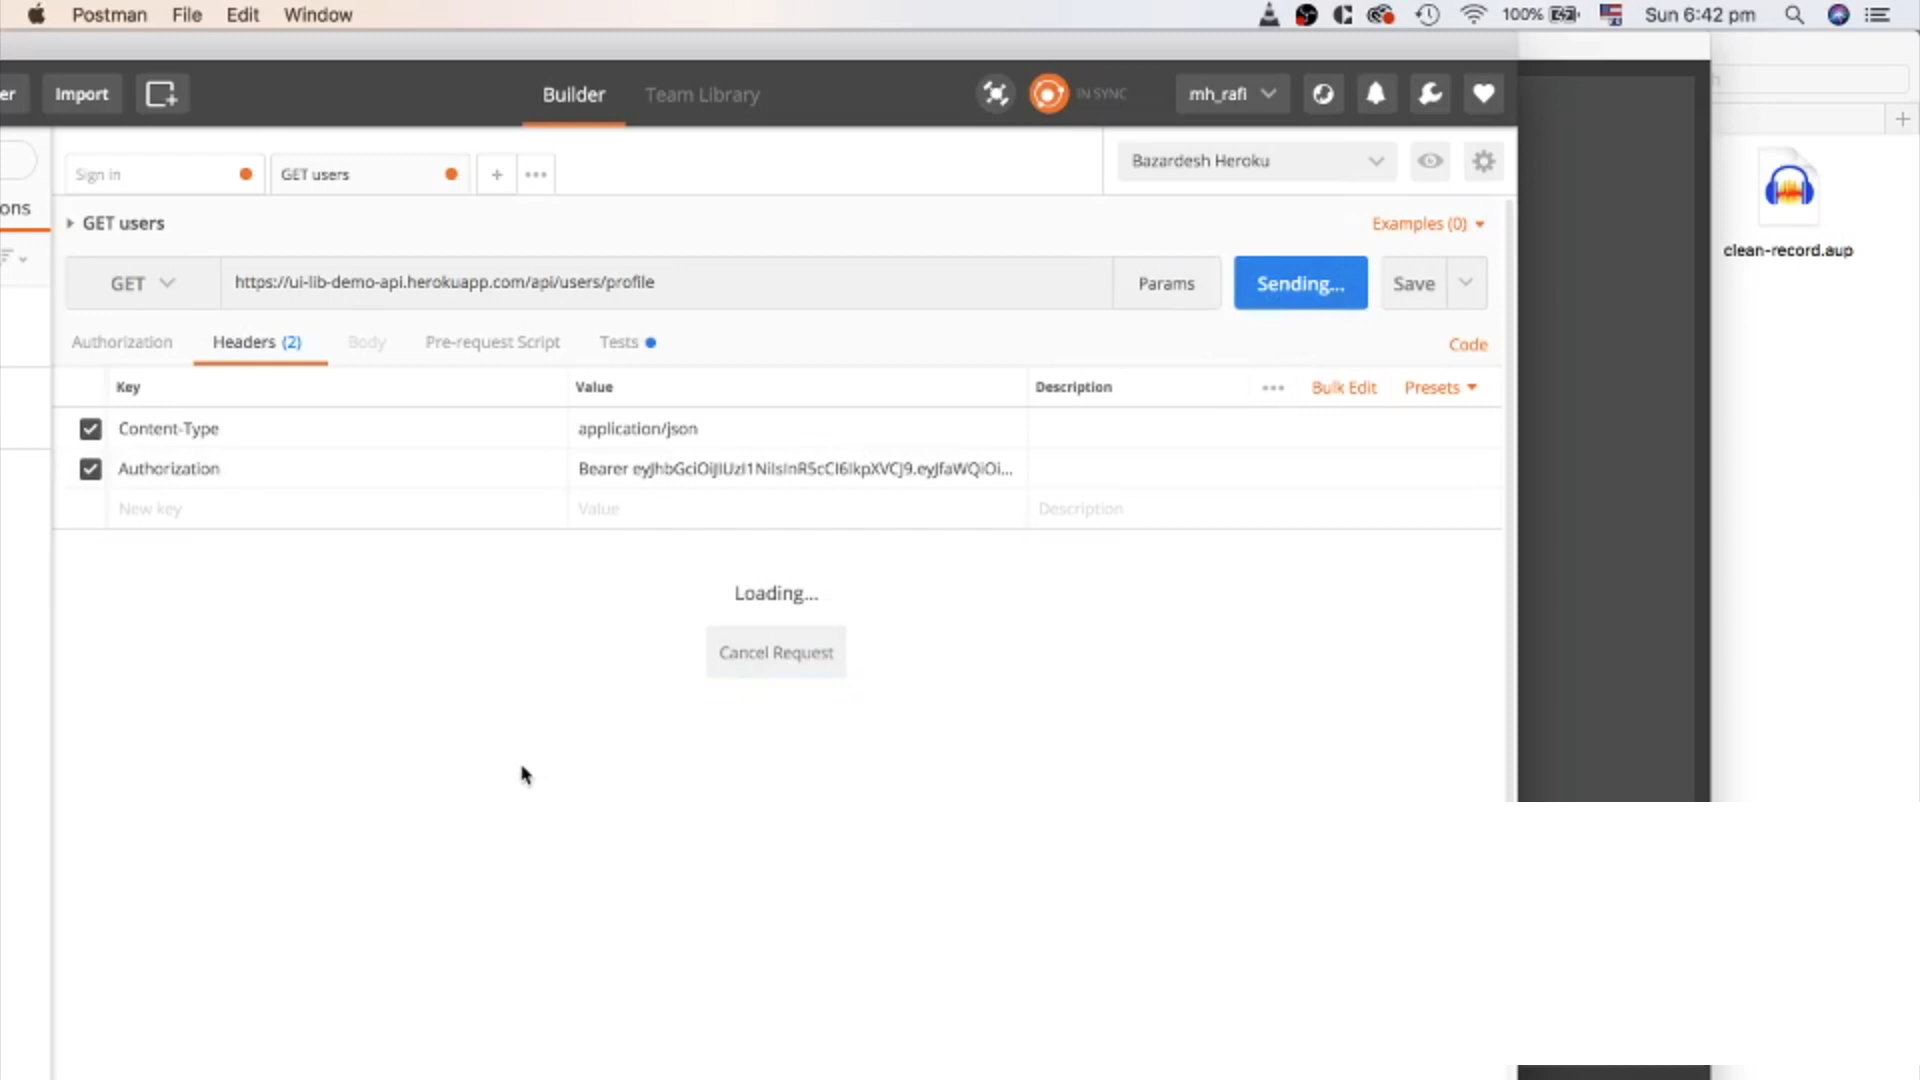 Postman File Edit Window 100% Sun 6:42 pm
er Import Builder Team Library IN SYNC mh_rafi
Sign in GET users Bazardesh Heroku
ons
GET users Examples (0)
GET https://ui-lib-demo-api.herokuapp.com/api/users/profile Params Sending... Save
Authorization Headers (2) Body Pre-request Script Tests Code
Key Value Description Bulk Edit Presets
Content-Type application/json
Authorization Bearer
New key Value Description
Loading...
Cancel Request
clean-record.aup